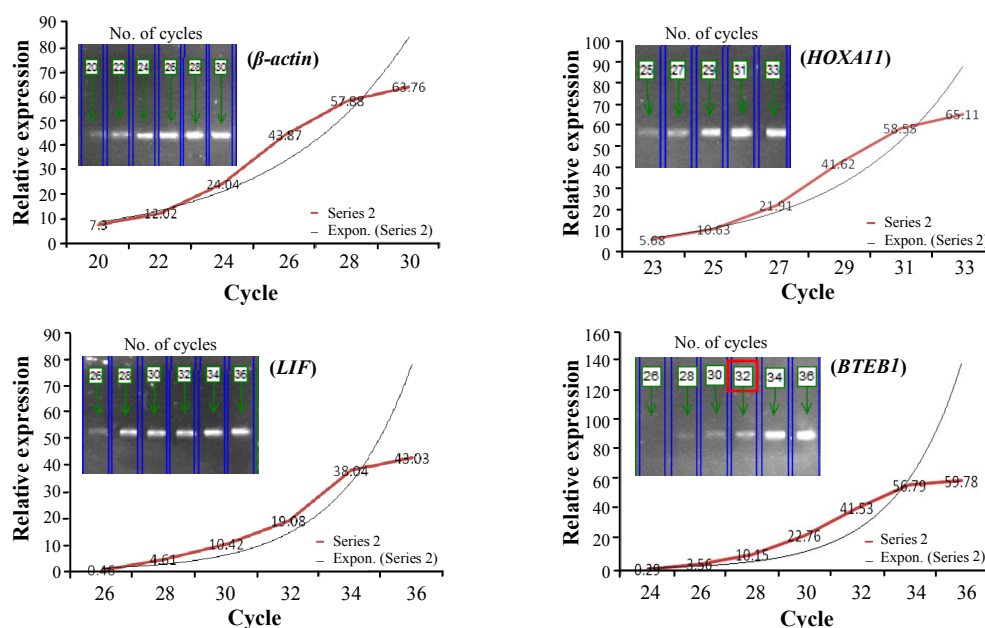 No. of cycles
20 22 24 26 28 30
(β-actin)
Relative expression
90
80
70
60
50
40
30
20
10
0
7.3
12.02
24.04
43.87
57.88
63.76
Series 2
Expon. (Series 2)
20 22 24 26 28 30
Cycle
No. of cycles
25 27 29 31 33
(HOXA11)
Relative expression
100
90
80
70
60
50
40
30
20
10
0
5.68
10.63
21.91
41.62
58.55
65.11
Series 2
Expon. (Series 2)
23 25 27 29 31 33
Cycle
No. of cycles
26 28 30 32 34 36
(LIF)
Relative expression
90
80
70
60
50
40
30
20
10
0
0.46
4.61
10.42
19.08
38.04
43.03
Series 2
Expon. (Series 2)
26 28 30 32 34 36
Cycle
No. of cycles
26 28 30 32 34 36
(BTEB1)
Relative expression
160
140
120
100
80
60
40
20
0
0.29
3.56
10.15
22.76
41.53
56.79
59.78
Series 2
Expon. (Series 2)
24 26 28 30 32 34 36
Cycle